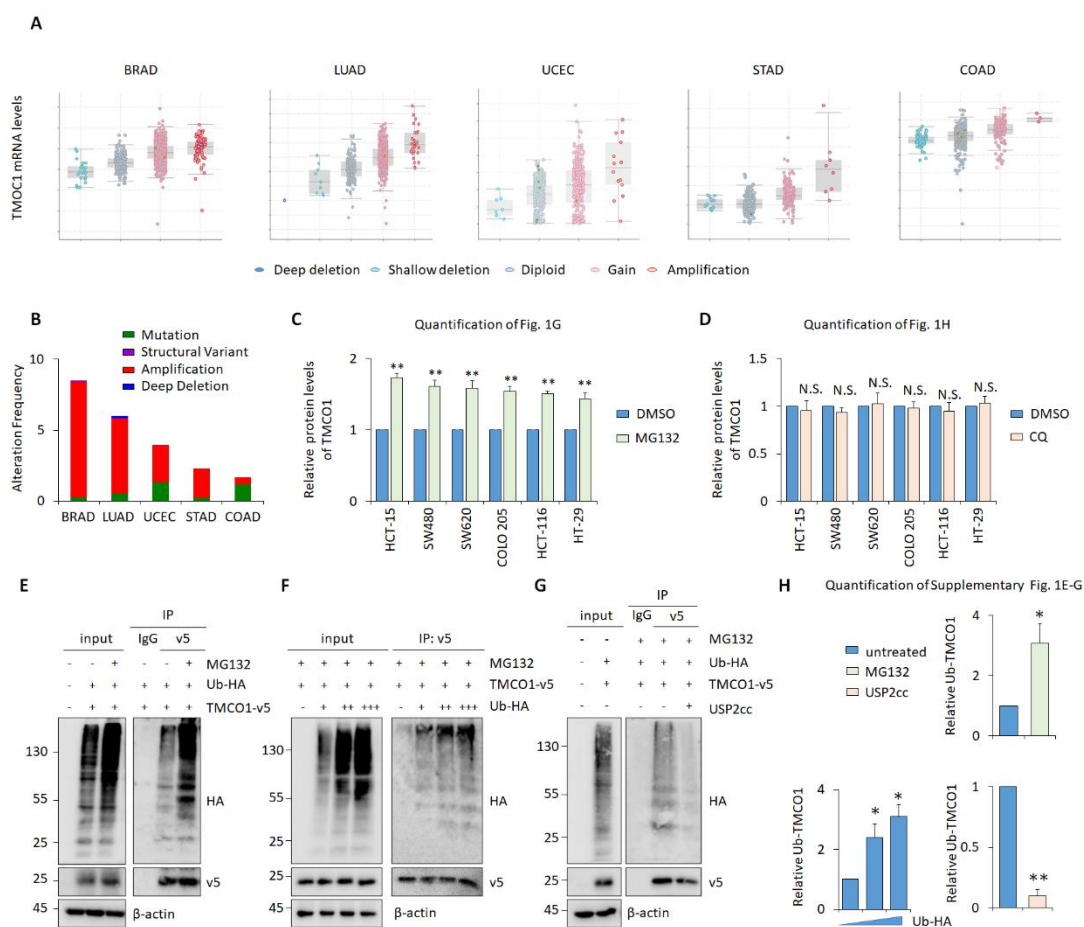 A
BRAD LUAD UCEC STAD COAD
TMOC1 mRNA levels
Deep deletion Shallow deletion Diploid Gain Amplification
B
Mutation
Structural Variant
Amplification
Deep Deletion
Alteration Frequency
10
5
0
BRAD LUAD UCEC STAD COAD
C
Quantification of Fig. 1G
Relative protein levels
of TMCO1
2
1
0
** ** ** ** ** **
DMSO
MG132
HCT-15 SW480 SW620 COLO 205 HCT-116 HT-29
D
Quantification of Fig. 1H
Relative protein levels
of TMCO1
1.5
1
0.5
0
N.S. N.S. N.S. N.S. N.S. N.S.
DMSO
CQ
HCT-15 SW480 SW620 COLO 205 HCT-116 HT-29
E
IP
input IgG v5
- - + - - + MG132
- + + + + + Ub-HA
- + + + + + TMCO1-v5
130
55
25
HA
25
v5
45
β-actin
F
input IP: v5
+ + + + + + + + MG132
+ + + + + + + + TMCO1-v5
- + ++ +++ - + ++ +++ Ub-HA
130
55
25
HA
25
v5
45
β-actin
G
IP
input IgG v5
- - + + + MG132
- + + + + Ub-HA
- + + + + TMCO1-v5
- - - - + USP2cc
130
55
25
HA
25
v5
45
β-actin
H
Quantification of Supplementary Fig. 1E-G
untreated
MG132
USP2cc
Relative Ub-TMCO1
4
2
0
*
Relative Ub-TMCO1
4
2
0
* *
Ub-HA
Relative Ub-TMCO1
1
0.5
0
**